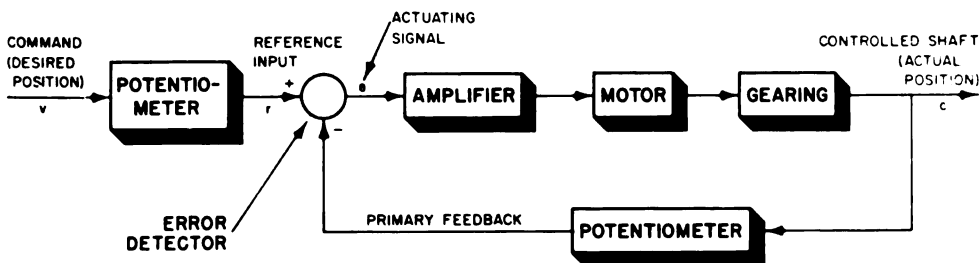 COMMAND
(DESIRED
POSITION)
v
POTENTIO-
METER
REFERENCE
INPUT
+
r
-
ACTUATING
SIGNAL
e
AMPLIFIER
MOTOR
GEARING
CONTROLLED SHAFT
(ACTUAL
POSITION)
c
ERROR
DETECTOR
PRIMARY FEEDBACK
POTENTIOMETER